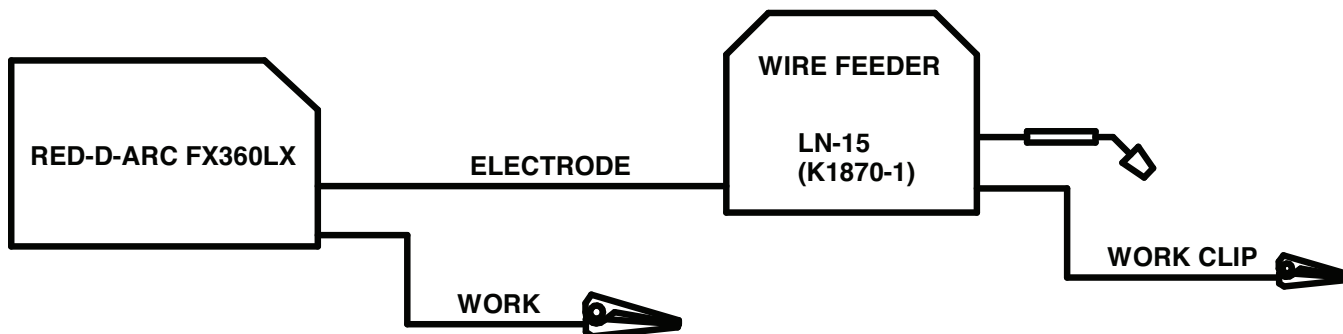 WIRE FEEDER
RED-D-ARC FX360LX
LN-15
(K1870-1)
ELECTRODE
WORK CLIP
WORK